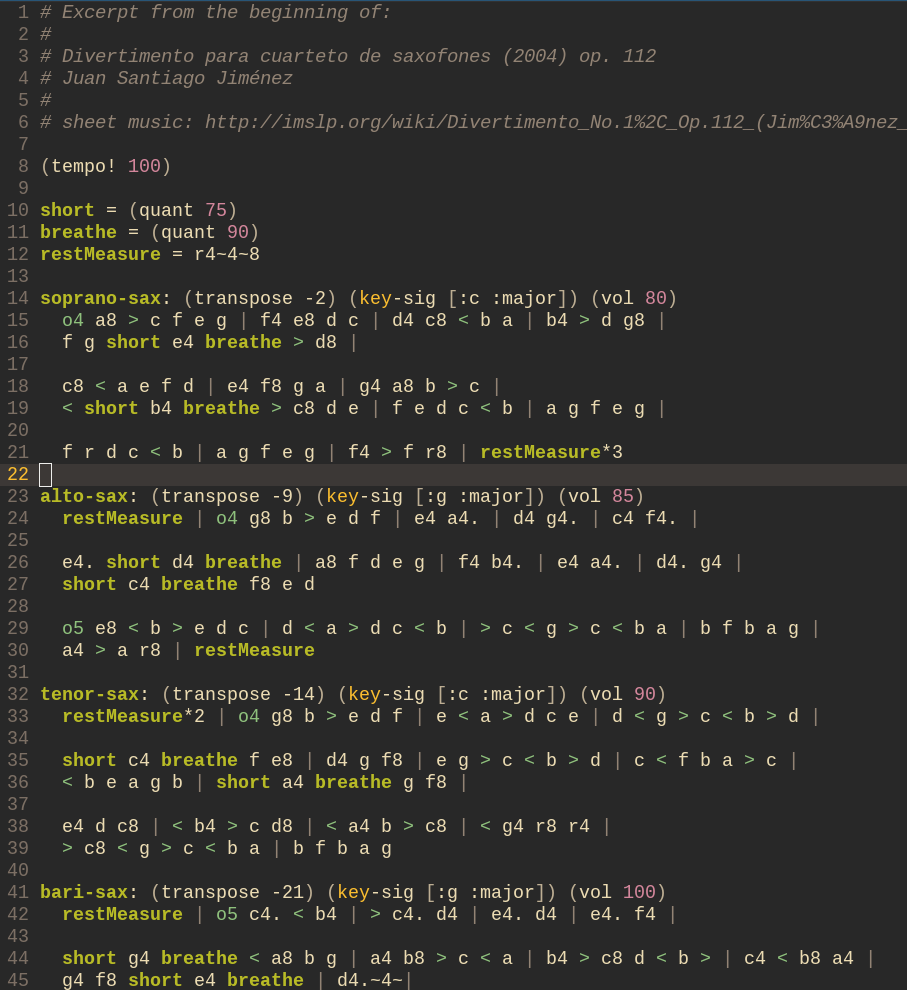 1 # Excerpt from the beginning of:
2 #
3 # Divertimento para cuarteto de saxofones (2004) op. 112
4 # Juan Santiago Jiménez
5 #
6 # sheet music: http://imslp.org/wiki/Divertimento_No.1%2C_Op.112_(Jim%C3%A9nez_
7
8 (tempo! 100)
9
10 short = (quant 75)
11 breathe = (quant 90)
12 restMeasure = r4~4~8
13
14 soprano-sax: (transpose -2) (key-sig [:c :major]) (vol 80)
15   o4 a8 > c f e g | f4 e8 d c | d4 c8 < b a | b4 > d g8 |
16   f g short e4 breathe > d8 |
17
18   c8 < a e f d | e4 f8 g a | g4 a8 b > c |
19   < short b4 breathe > c8 d e | f e d c < b | a g f e g |
20
21   f r d c < b | a g f e g | f4 > f r8 | restMeasure*3
22
23 alto-sax: (transpose -9) (key-sig [:g :major]) (vol 85)
24   restMeasure | o4 g8 b > e d f | e4 a4. | d4 g4. | c4 f4. |
25
26   e4. short d4 breathe | a8 f d e g | f4 b4. | e4 a4. | d4. g4 |
27   short c4 breathe f8 e d
28
29   o5 e8 < b > e d c | d < a > d c < b | > c < g > c < b a | b f b a g |
30   a4 > a r8 | restMeasure
31
32 tenor-sax: (transpose -14) (key-sig [:c :major]) (vol 90)
33   restMeasure*2 | o4 g8 b > e d f | e < a > d c e | d < g > c < b > d |
34
35   short c4 breathe f e8 | d4 g f8 | e g > c < b > d | c < f b a > c |
36   < b e a g b | short a4 breathe g f8 |
37
38   e4 d c8 | < b4 > c d8 | < a4 b > c8 | < g4 r8 r4 |
39   > c8 < g > c < b a | b f b a g
40
41 bari-sax: (transpose -21) (key-sig [:g :major]) (vol 100)
42   restMeasure | o5 c4. < b4 | > c4. d4 | e4. d4 | e4. f4 |
43
44   short g4 breathe < a8 b g | a4 b8 > c < a | b4 > c8 d < b > | c4 < b8 a4 |
45   g4 f8 short e4 breathe | d4.~4~|